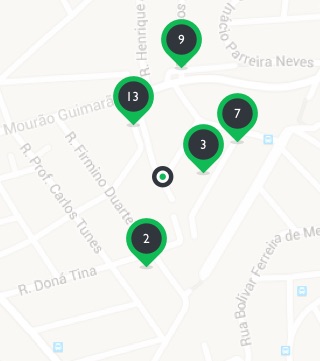 R. Henrique
os
Inácio
Parreira Neves
9
13
Mourão Guimarã
7
3
R. Firmino Duarte
R. Prof. Carlos Tunes
2
R. Doná Tina
Rua Bolívar Ferreira de Me